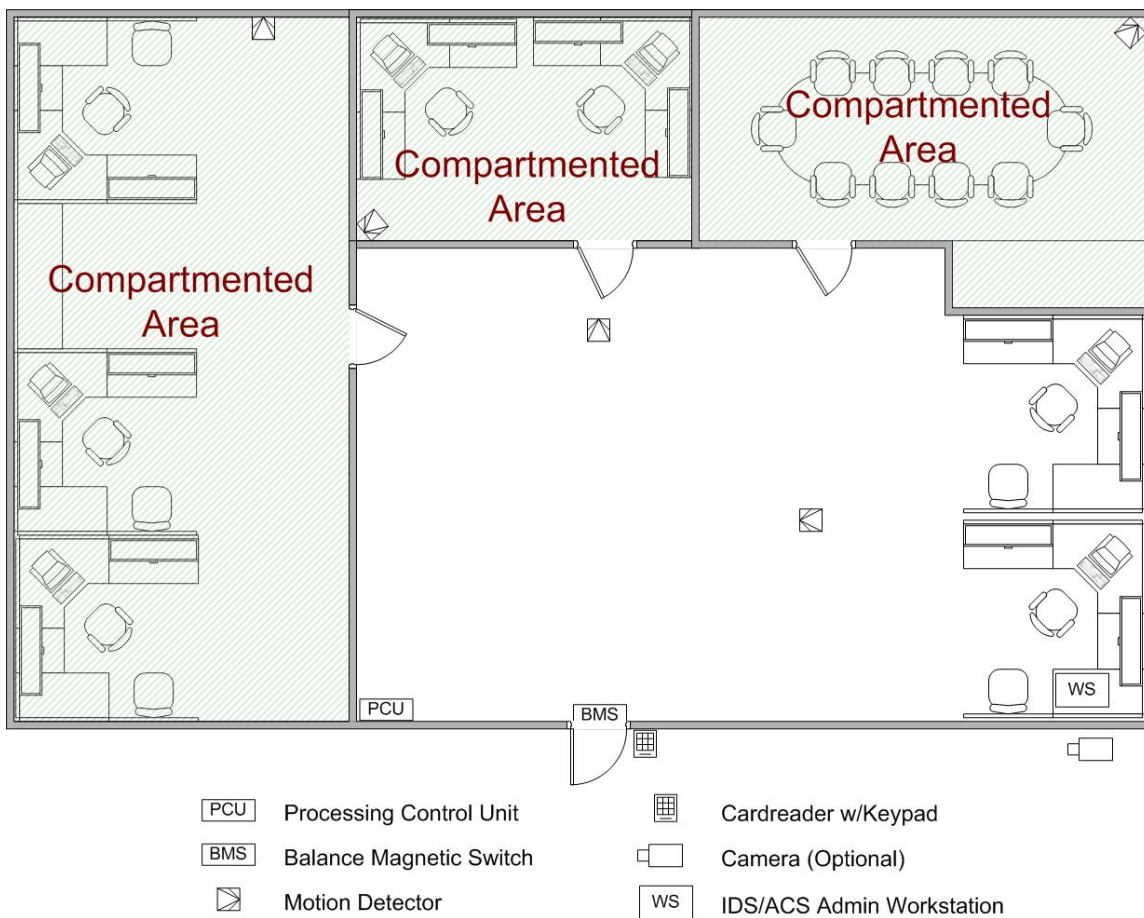 Compartmented
Area
Compartmented
Area
Compartmented
Area
WS
PCU
BMS
PCU Processing Control Unit
Cardreader w/Keypad
BMS Balance Magnetic Switch
Camera (Optional)
Motion Detector
WS IDS/ACS Admin Workstation